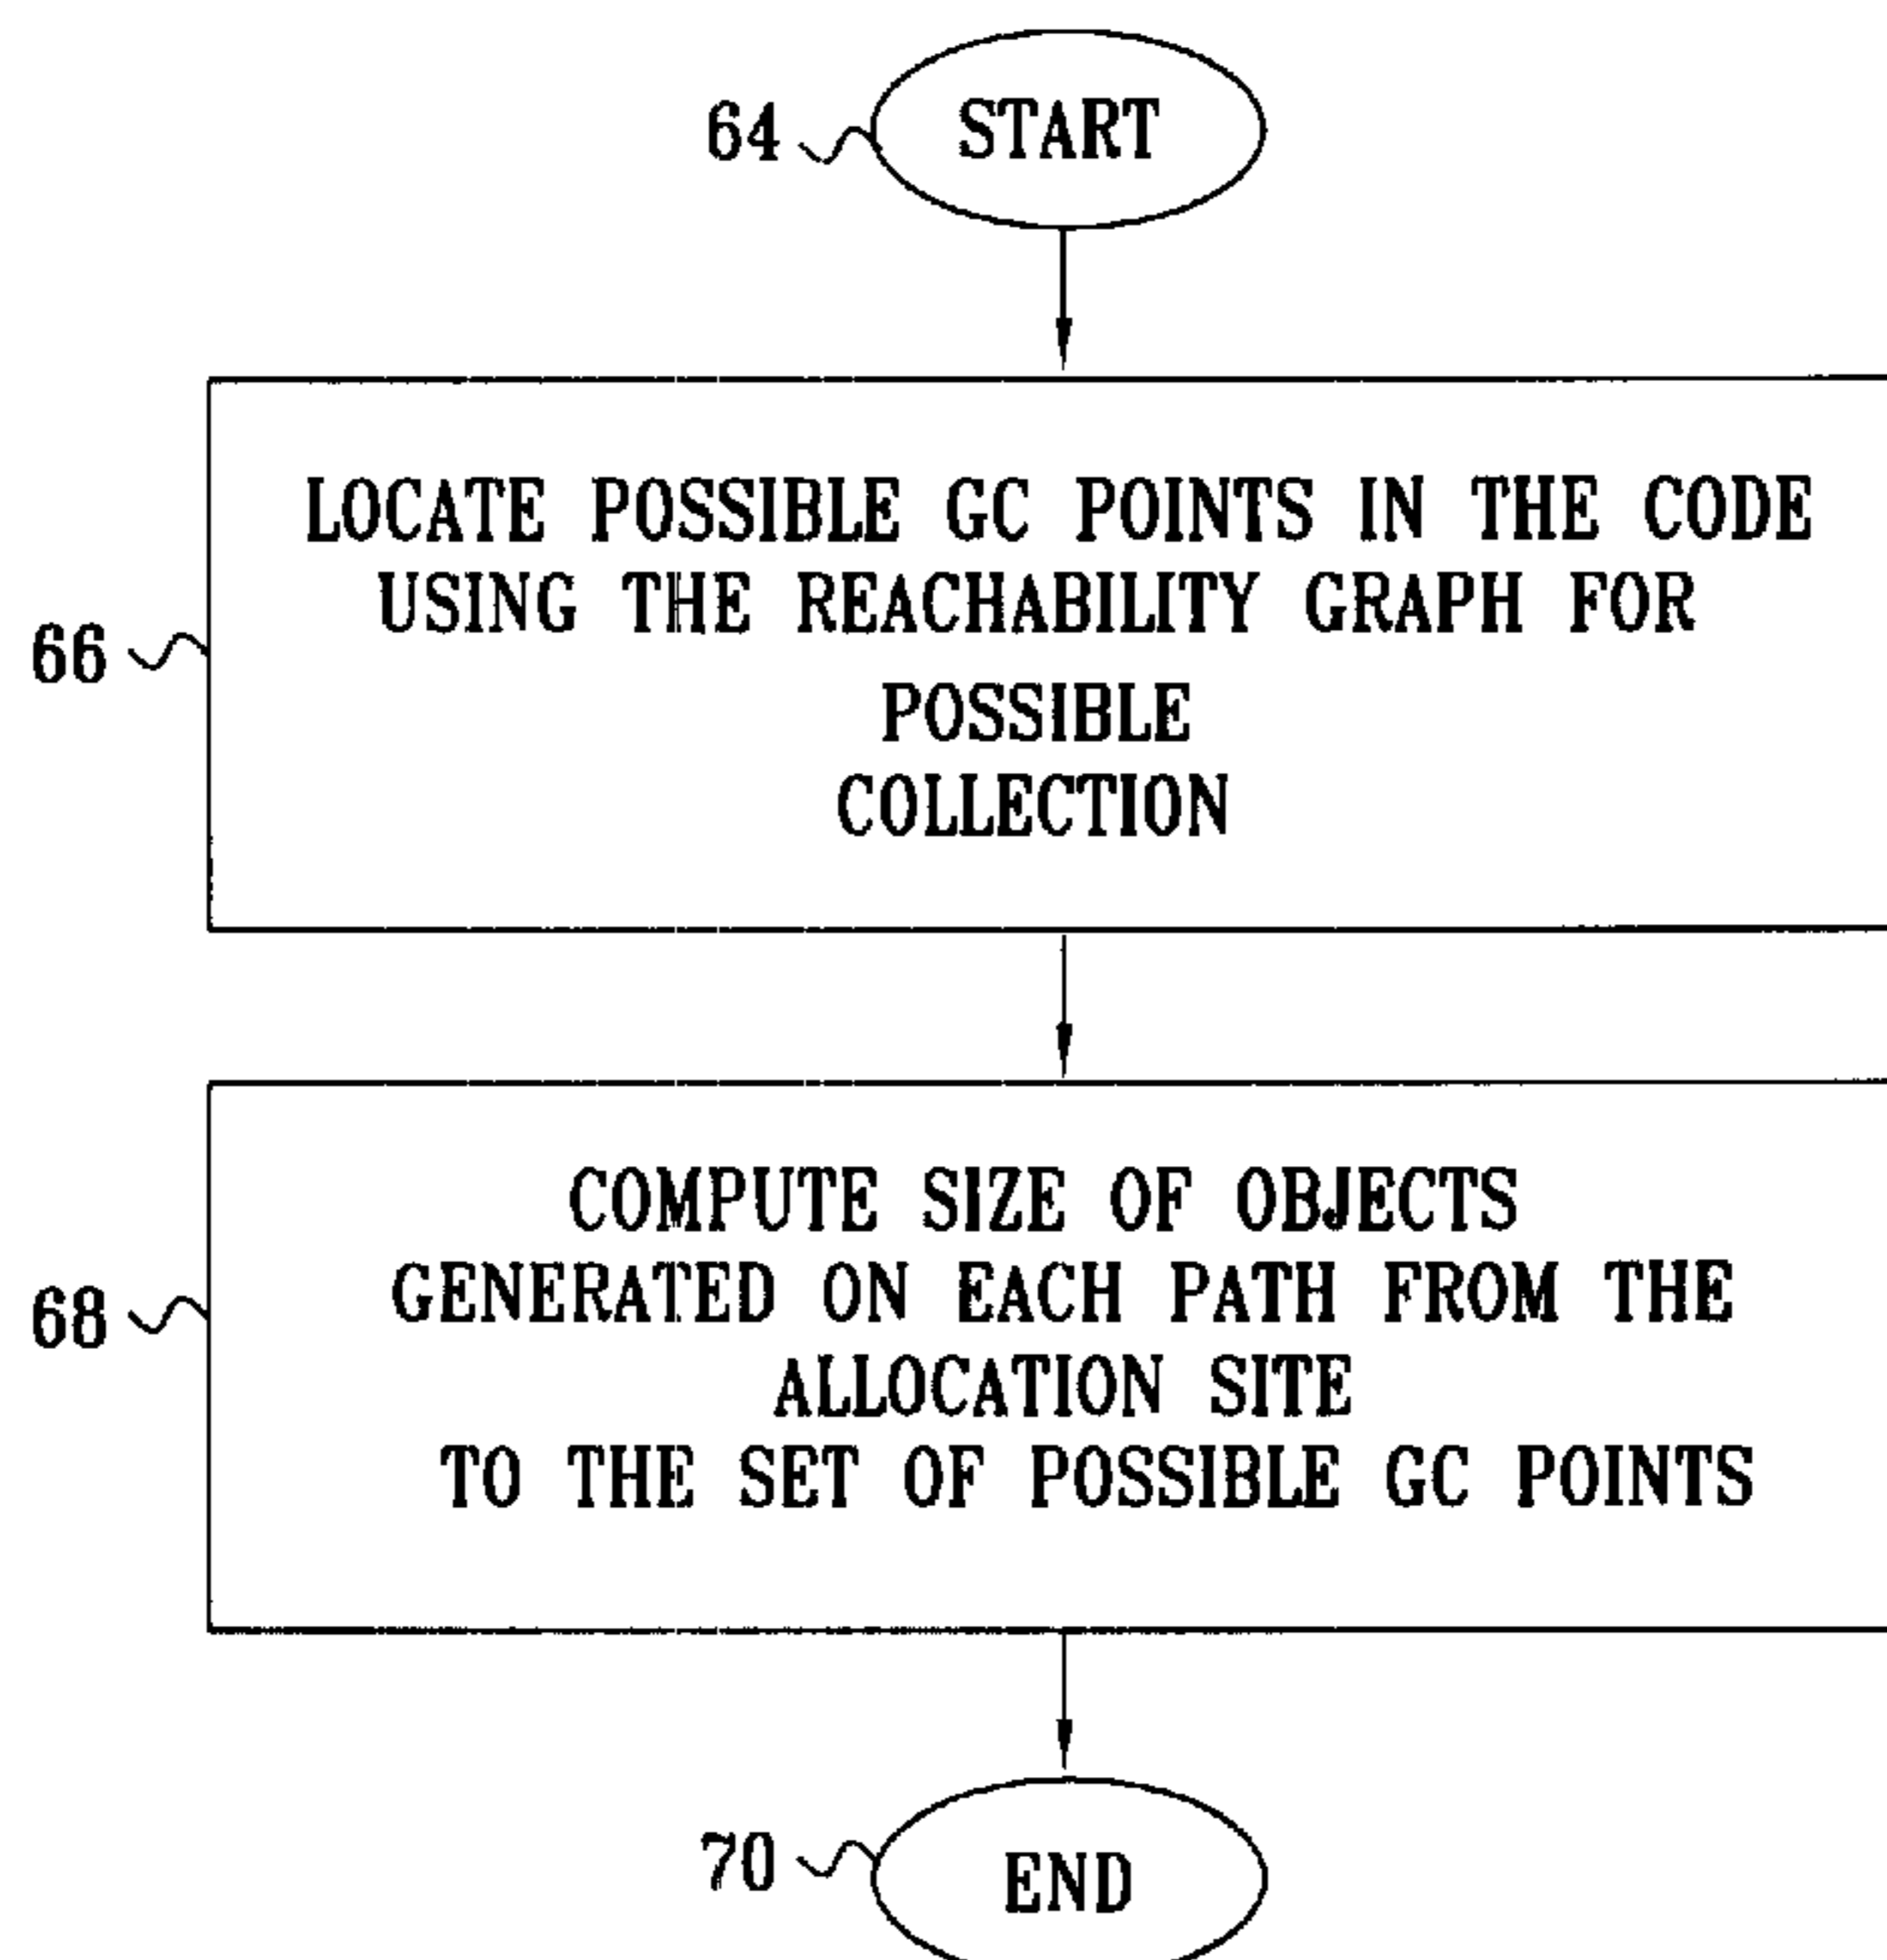 64 START
LOCATE POSSIBLE GC POINTS IN THE CODE
USING THE REACHABILITY GRAPH FOR
66
POSSIBLE
COLLECTION
COMPUTE SIZE OF OBJECTS
GENERATED ON EACH PATH FROM THE
68
ALLOCATION SITE
TO THE SET OF POSSIBLE GC POINTS
70 END